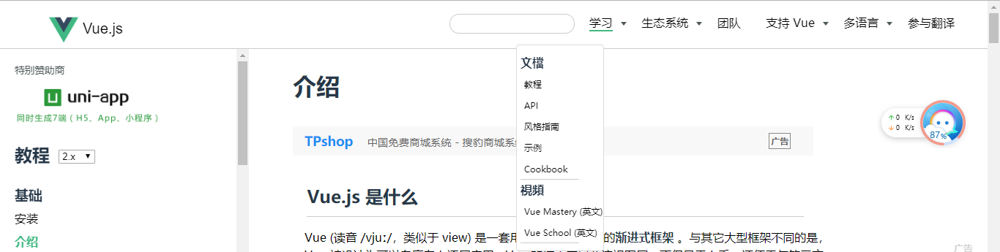 Vue.js 学习 生态系统 团队 支持 Vue 多语言 参与翻译
特别赞助商
uni-app
同时生成7端（H5、App、小程序）
教程 2.x
基础
安装
介绍
文檔
教程
API
风格指南
示例
Cookbook
視頻
Vue Mastery (英文)
Vue School (英文)
介绍
TPshop 中国免费商城系统 - 搜豹商城系统 广告
Vue.js 是什么
Vue (读音 /vjuː/，类似于 view) 是一套用 的渐进式框架 。与其它大型框架不同的是，
↑ 0 K/s
↓ 0 K/s
87%
广告